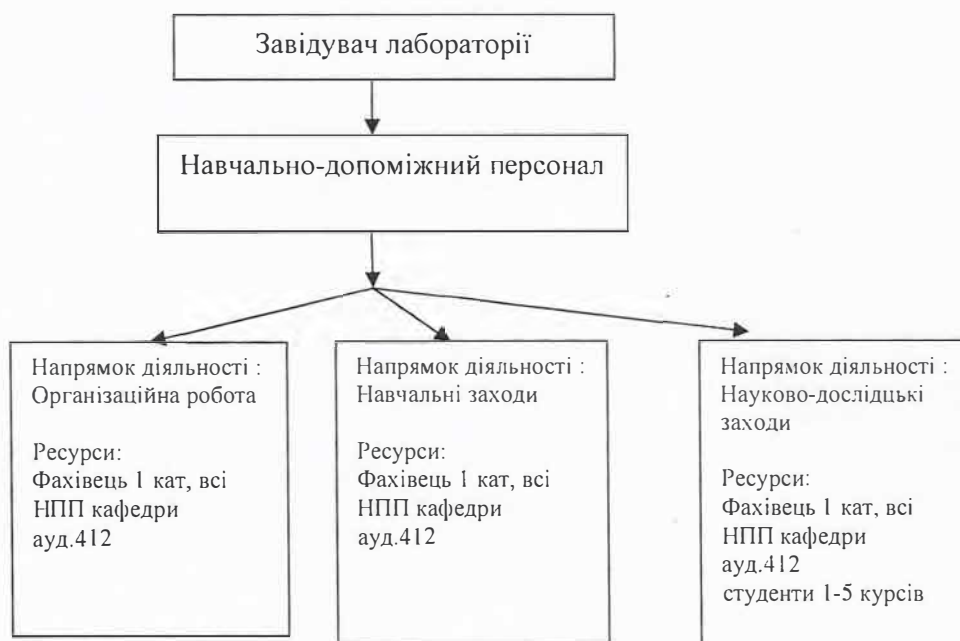 Завідувач лабораторії
Навчально-допоміжний персонал
Напрямок діяльності :
Організаційна робота
Ресурси:
Фахівець 1 кат, всі
НПП кафедри
ауд.412
Напрямок діяльності :
Навчальні заходи
Ресурси:
Фахівець 1 кат, всі
НПП кафедри
ауд.412
Напрямок діяльності :
Науково-дослідцькі
заходи
Ресурси:
Фахівець 1 кат, всі
НПП кафедри
ауд.412
студенти 1-5 курсів